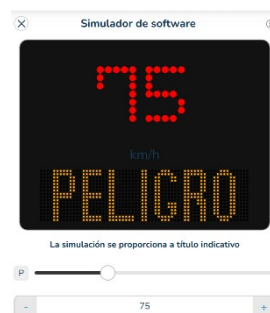 Simulador de software
75
km/h
PELIGRO
La simulación se proporciona a título indicativo
P
- 75 +